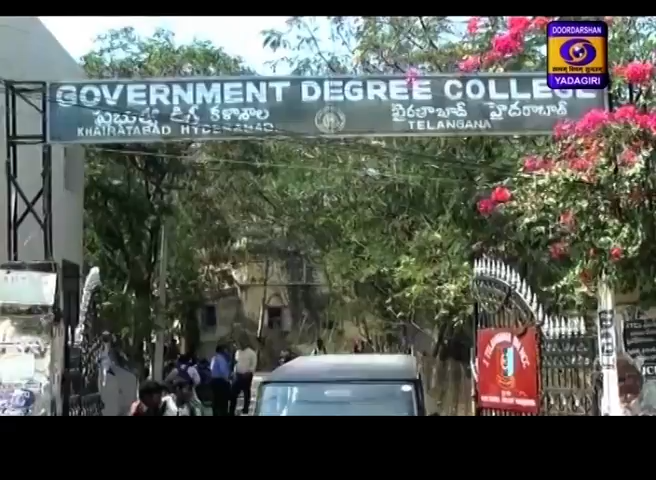 DOORDARSHAN
YADAGIRI
GOVERNMENT DEGREE COLLEGE
ప్రభుత్వ డిగ్రీ కళాశాల ఖైరతాబాద్, హైదరాబాద్
KHAIRATABAD HYDERABAD TELANGANA